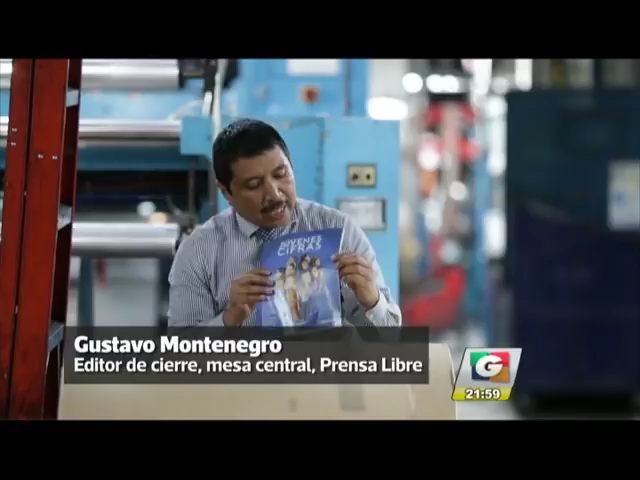 JÓVENES
CIFRAS
Gustavo Montenegro
Editor de cierre, mesa central, Prensa Libre
G
21:59